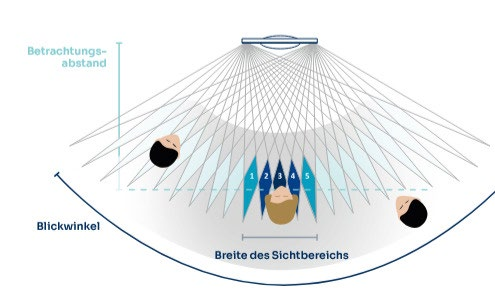 Betrachtungs-
abstand
1 2 3 4 5
Blickwinkel
Breite des Sichtbereichs